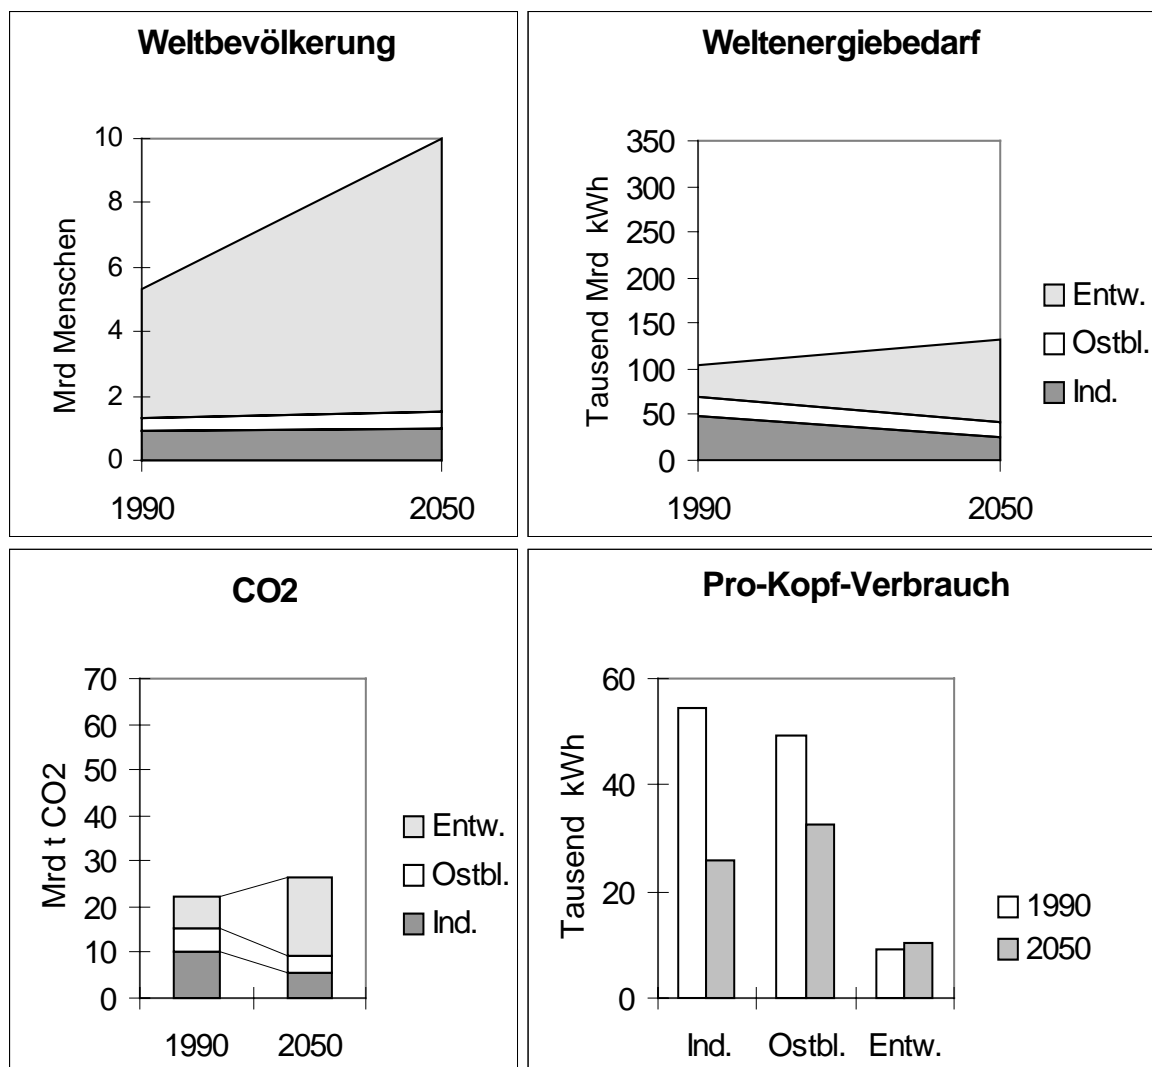 Weltbevölkerung
Mrd Menschen
10
8
6
4
2
0
1990 2050
Weltenergiebedarf
Tausend Mrd kWh
350
300
250
200
150
100
50
0
1990 2050
Entw.
Ostbl.
Ind.
CO2
Mrd t CO2
70
60
50
40
30
20
10
0
1990 2050
Entw.
Ostbl.
Ind.
Pro-Kopf-Verbrauch
Tausend kWh
60
40
20
0
Ind. Ostbl. Entw.
1990
2050